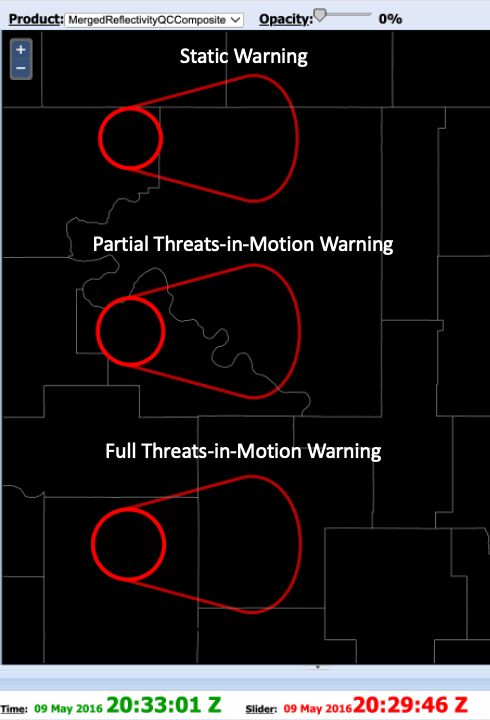 Product: MergedReflectivityQCComposite Opacity: 0%
+
−
Static Warning
Partial Threats-in-Motion Warning
Full Threats-in-Motion Warning
Time: 09 May 2016 20:33:01 Z Slider: 09 May 2016 20:29:46 Z